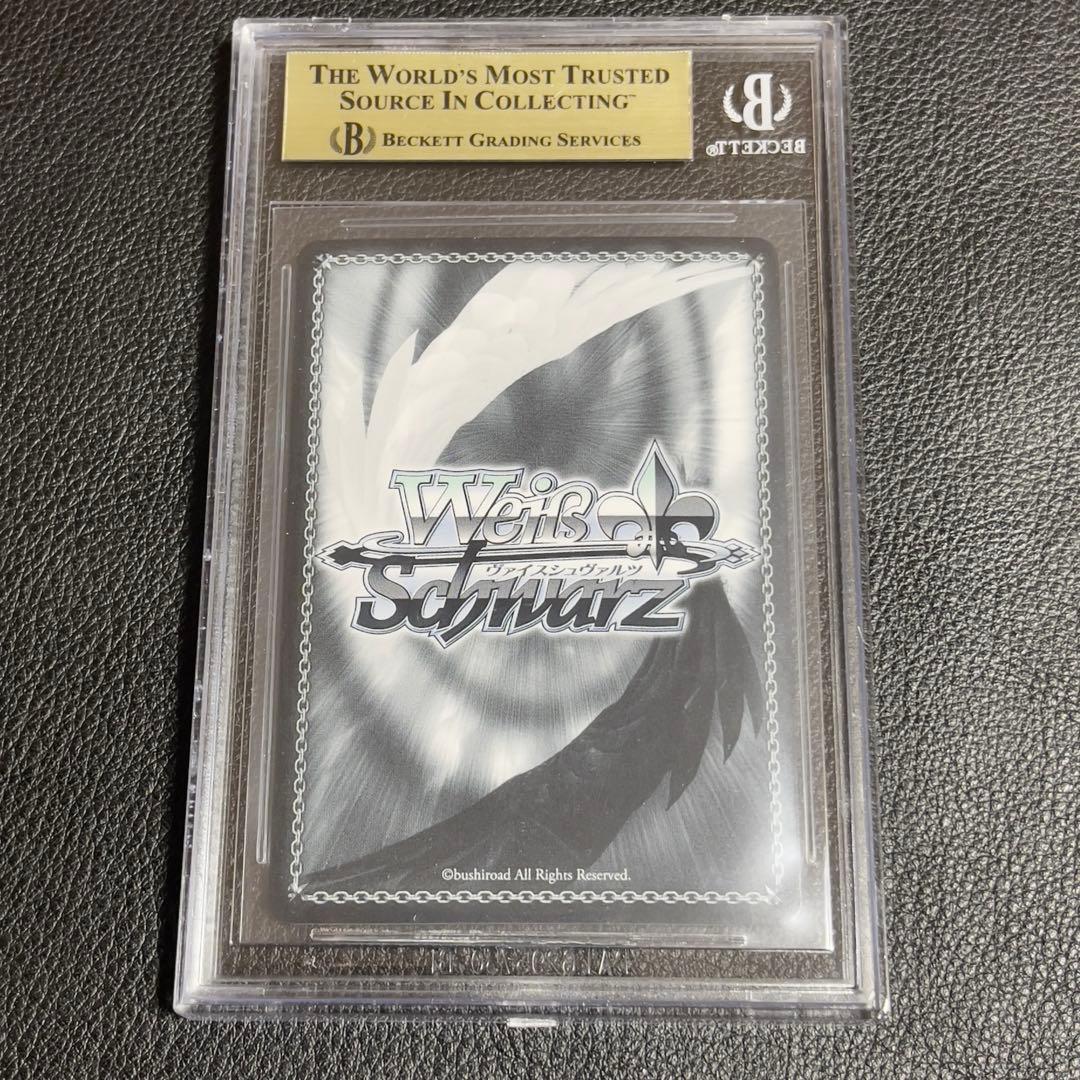 THE WORLD'S MOST TRUSTED
SOURCE IN COLLECTING™
B BECKETT GRADING SERVICES
B
BECKETT®
Weiß
ヴァイスシュヴァルツ
Schwarz
©bushiroad All Rights Reserved.